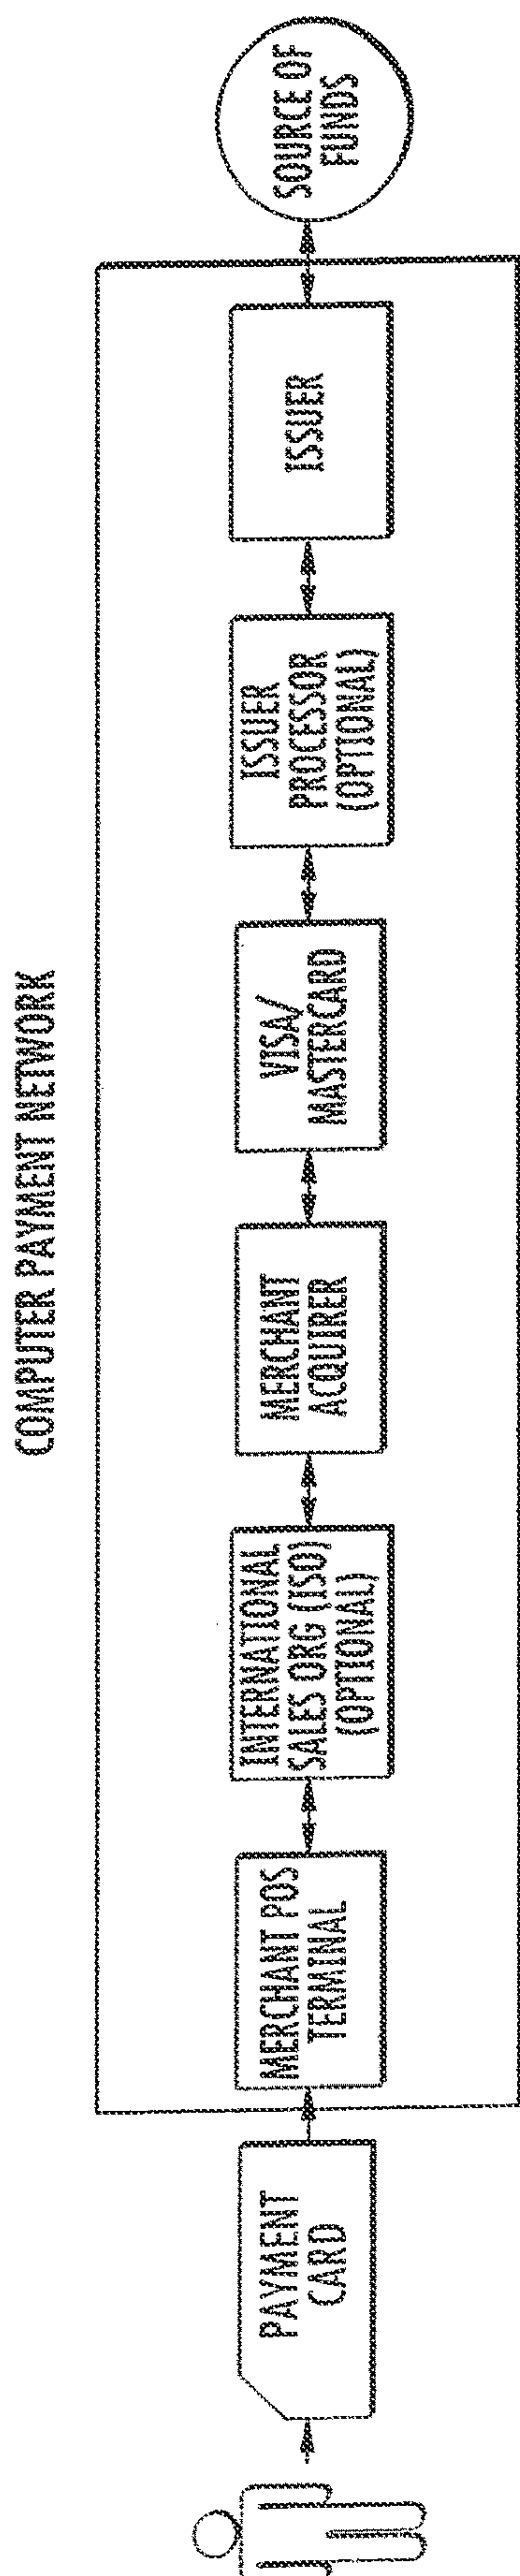 COMPUTER PAYMENT NETWORK
PAYMENT
CARD
MERCHANT POS
TERMINAL
INTERNATIONAL
SALES ORG (ISO)
(OPTIONAL)
MERCHANT
ACQUIRER
VISA/
MASTERCARD
ISSUER
PROCESSOR
(OPTIONAL)
ISSUER
SOURCE OF
FUNDS